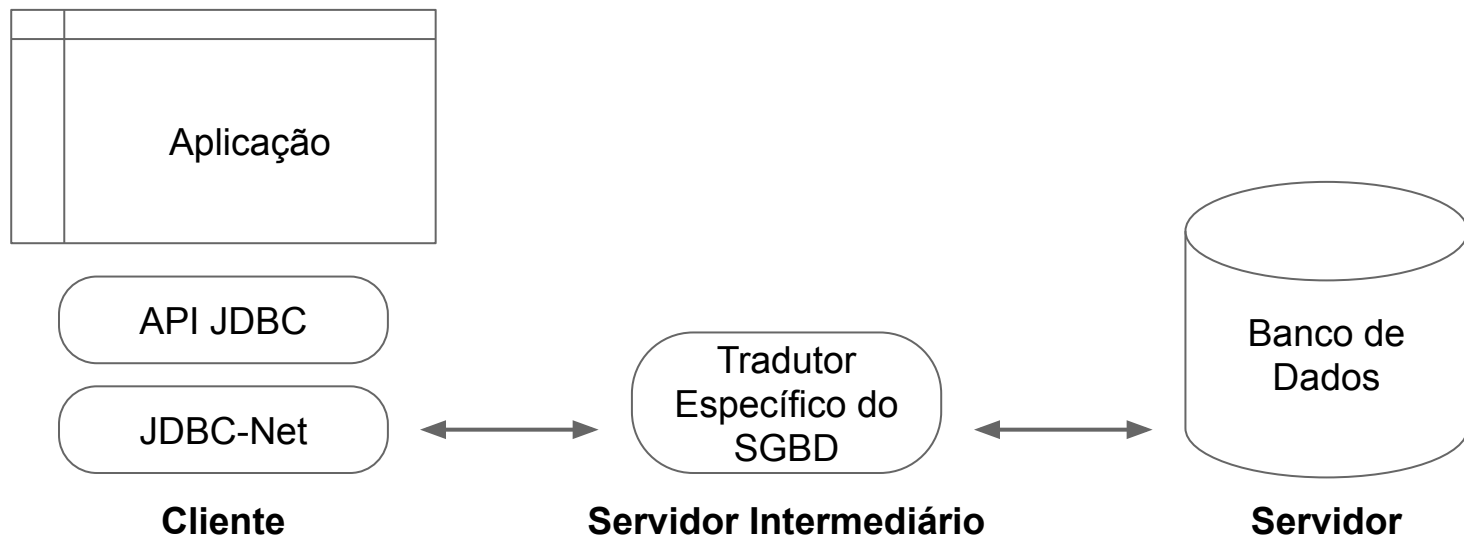 Aplicação
API JDBC
JDBC-Net
Cliente
Tradutor
Específico do
SGBD
Servidor Intermediário
Banco de
Dados
Servidor